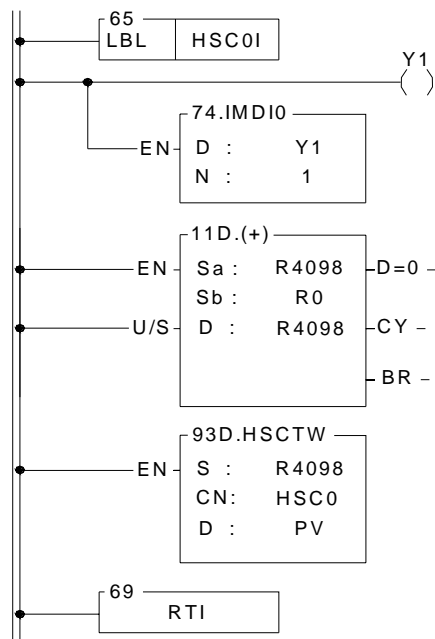 65
LBL HSC0I
Y1
74.IMDI0
EN D : Y1
N : 1
11D.(+)
EN Sa : R4098 D=0
Sb : R0
U/S D : R4098 CY
BR
93D.HSCTW
EN S : R4098
CN: HSC0
D : PV
69
RTI